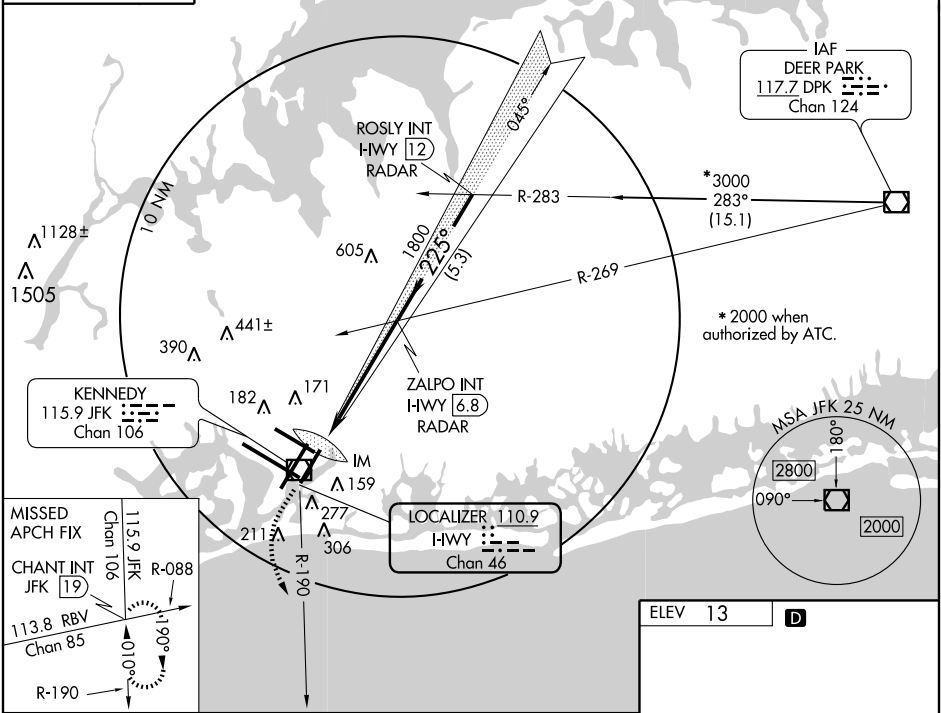 IAF
DEER PARK
117.7 DPK
Chan 124
ROSLY INT
I-WY 12
RADAR
045°
R-283
*3000
283°
(15.1)
10 NM
1128±
1505
605
1800
225°
(5.3)
R-269
* 2000 when
authorized by ATC.
441±
390
182
171
ZALPO INT
I-WY 6.8
RADAR
KENNEDY
115.9 JFK
Chan 106
IM
159
277
211
306
R-190
LOCALIZER 110.9
I-IWY
Chan 46
MSA JFK 25 NM
180°
2800
090°
2000
MISSED
APCH FIX
115.9 JFK
Chan 106
CHANT INT
JFK 19
R-088
113.8 RBV
Chan 85
190°
010°
R-190
ELEV 13
D